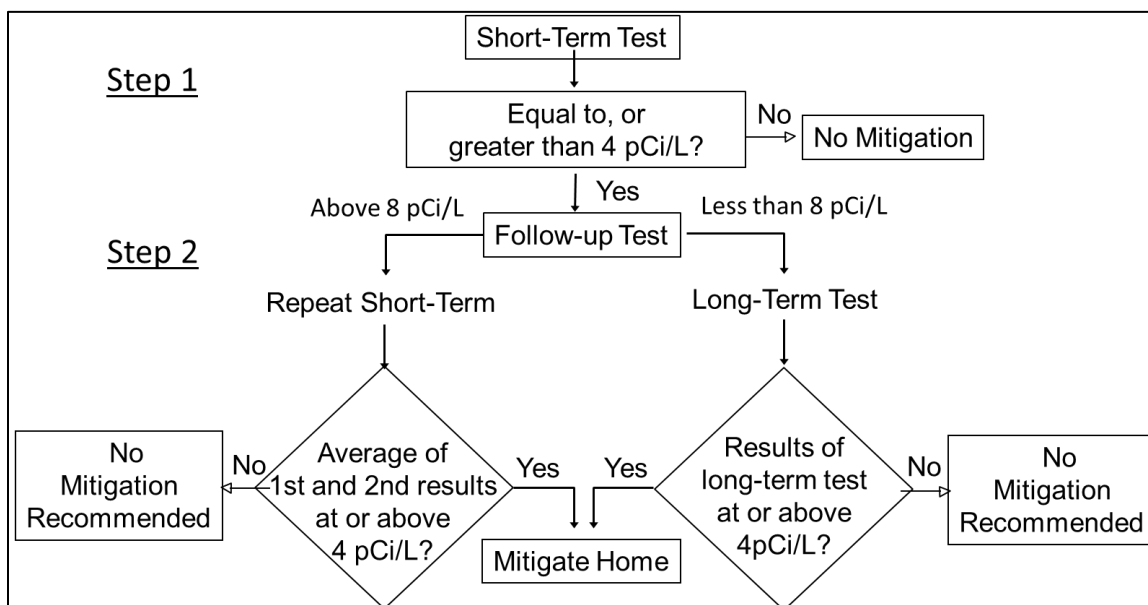 Short-Term Test
Step 1
Equal to, or
greater than 4 pCi/L?
No
No Mitigation
Yes
Above 8 pCi/L
Less than 8 pCi/L
Follow-up Test
Step 2
Repeat Short-Term
Long-Term Test
No
Mitigation
Recommended
No
Average of
1st and 2nd results
at or above
4 pCi/L?
Yes
Yes
Mitigate Home
Results of
long-term test
at or above
4pCi/L?
No
No
Mitigation
Recommended